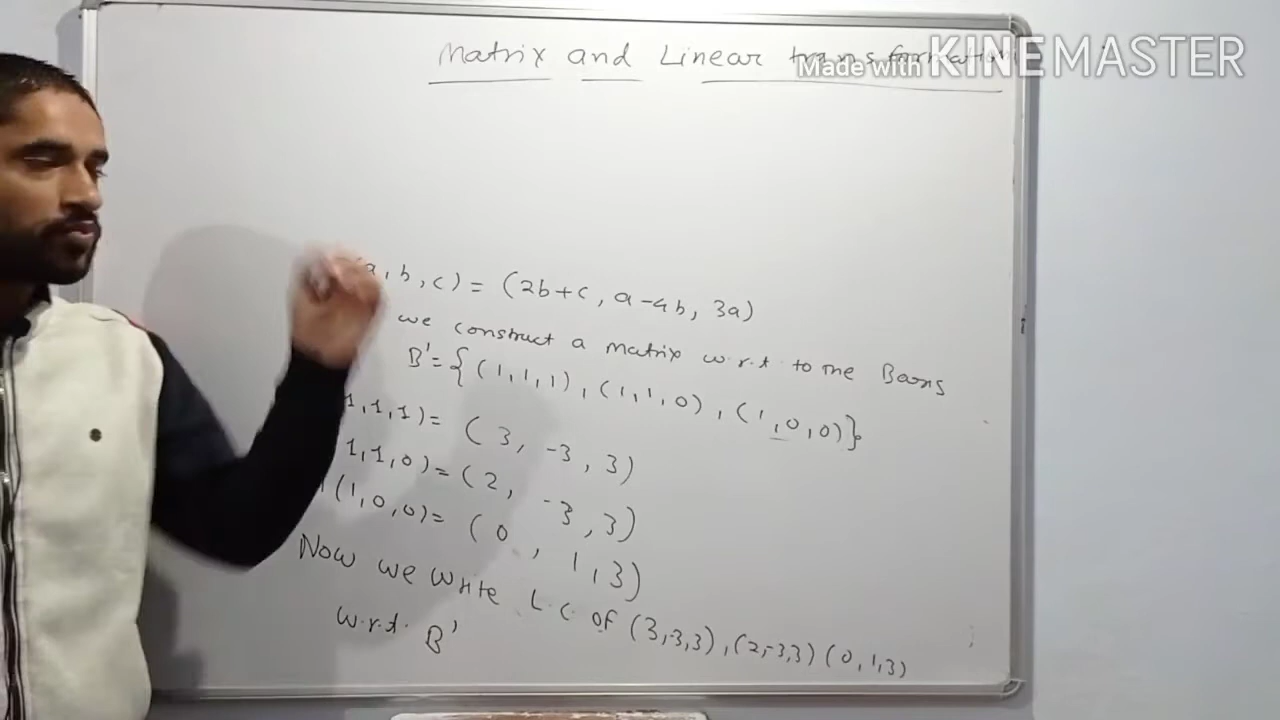 Matrix and Linear transformation
Made with KINEMASTER
a, b, c) = (2b+c, a-4b, 3a)
we construct a matrix w.r.t to the Basis
B' = {(1,1,1), (1,1,0), (1,0,0)}
1,1,1) = (3, -3, 3)
1,1,0) = (2, -3, 3)
(1,0,0) = (0, 1, 3)
Now we write L.C of (3,-3,3), (2,-3,3) (0,1,3)
w.r.t. B'